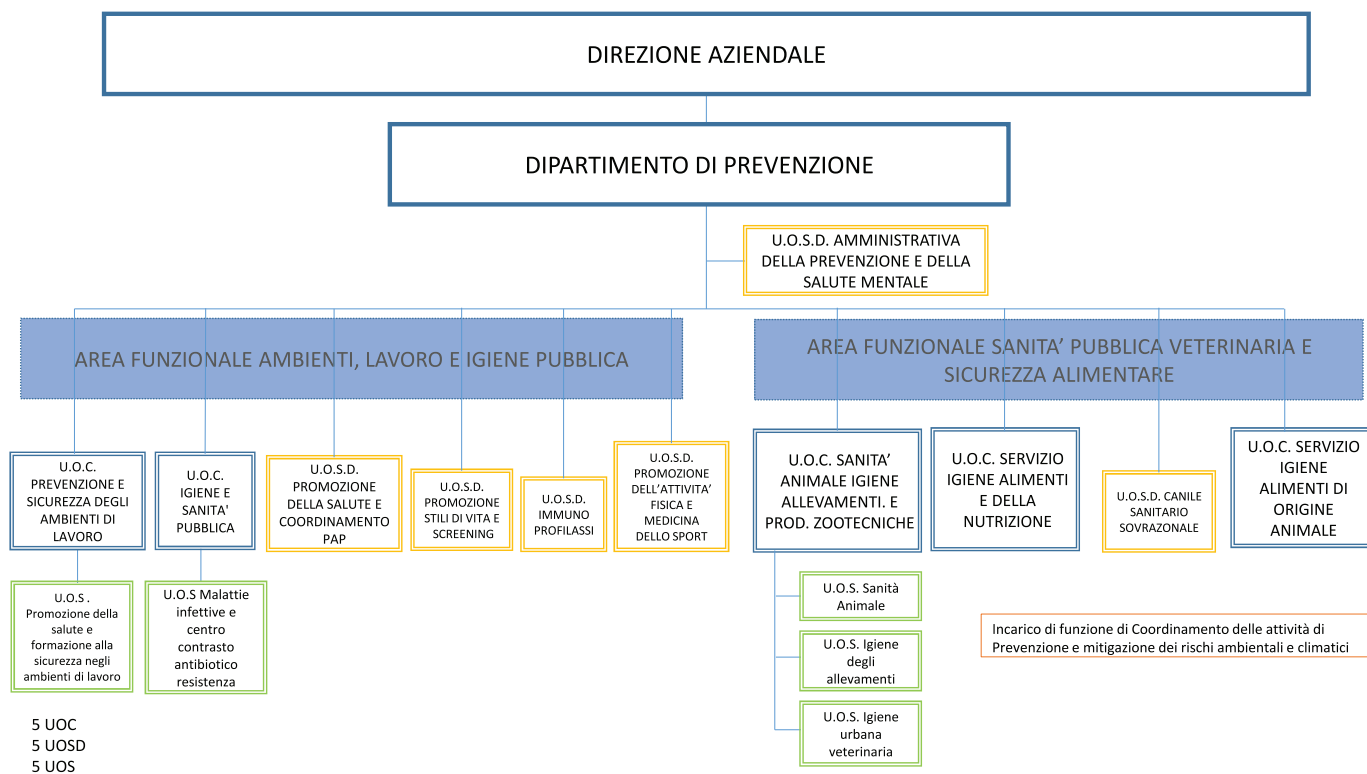 DIREZIONE AZIENDALE
DIPARTIMENTO DI PREVENZIONE
U.O.S.D. AMMINISTRATIVA
DELLA PREVENZIONE E DELLA
SALUTE MENTALE
AREA FUNZIONALE AMBIENTI, LAVORO E IGIENE PUBBLICA
AREA FUNZIONALE SANITA’ PUBBLICA VETERINARIA E
SICUREZZA ALIMENTARE
U.O.C.
PREVENZIONE E
SICUREZZA DEGLI
AMBIENTI DI
LAVORO
U.O.C.
IGIENE E
SANITA'
PUBBLICA
U.O.S.D.
PROMOZIONE
DELLA SALUTE E
COORDINAMENTO
PAP
U.O.S.D.
PROMOZIONE
STILI DI VITA E
SCREENING
U.O.S.D.
IMMUNO
PROFILASSI
U.O.S.D.
PROMOZIONE
DELL’ATTIVITA’
FISICA E
MEDICINA
DELLO SPORT
U.O.C. SANITA’
ANIMALE IGIENE
ALLEVAMENTI. E
PROD. ZOOTECNICHE
U.O.C. SERVIZIO
IGIENE ALIMENTI
E DELLA
NUTRIZIONE
U.O.S.D. CANILE
SANITARIO
SOVRAZONALE
U.O.C. SERVIZIO
IGIENE
ALIMENTI DI
ORIGINE
ANIMALE
U.O.S .
Promozione della
salute e
formazione alla
sicurezza negli
ambienti di lavoro
U.O.S Malattie
infettive e
centro
contrasto
antibiotico
resistenza
U.O.S. Sanità
Animale
U.O.S. Igiene
degli
allevamenti
U.O.S. Igiene
urbana
veterinaria
Incarico di funzione di Coordinamento delle attività di
Prevenzione e mitigazione dei rischi ambientali e climatici
5 UOC
5 UOSD
5 UOS